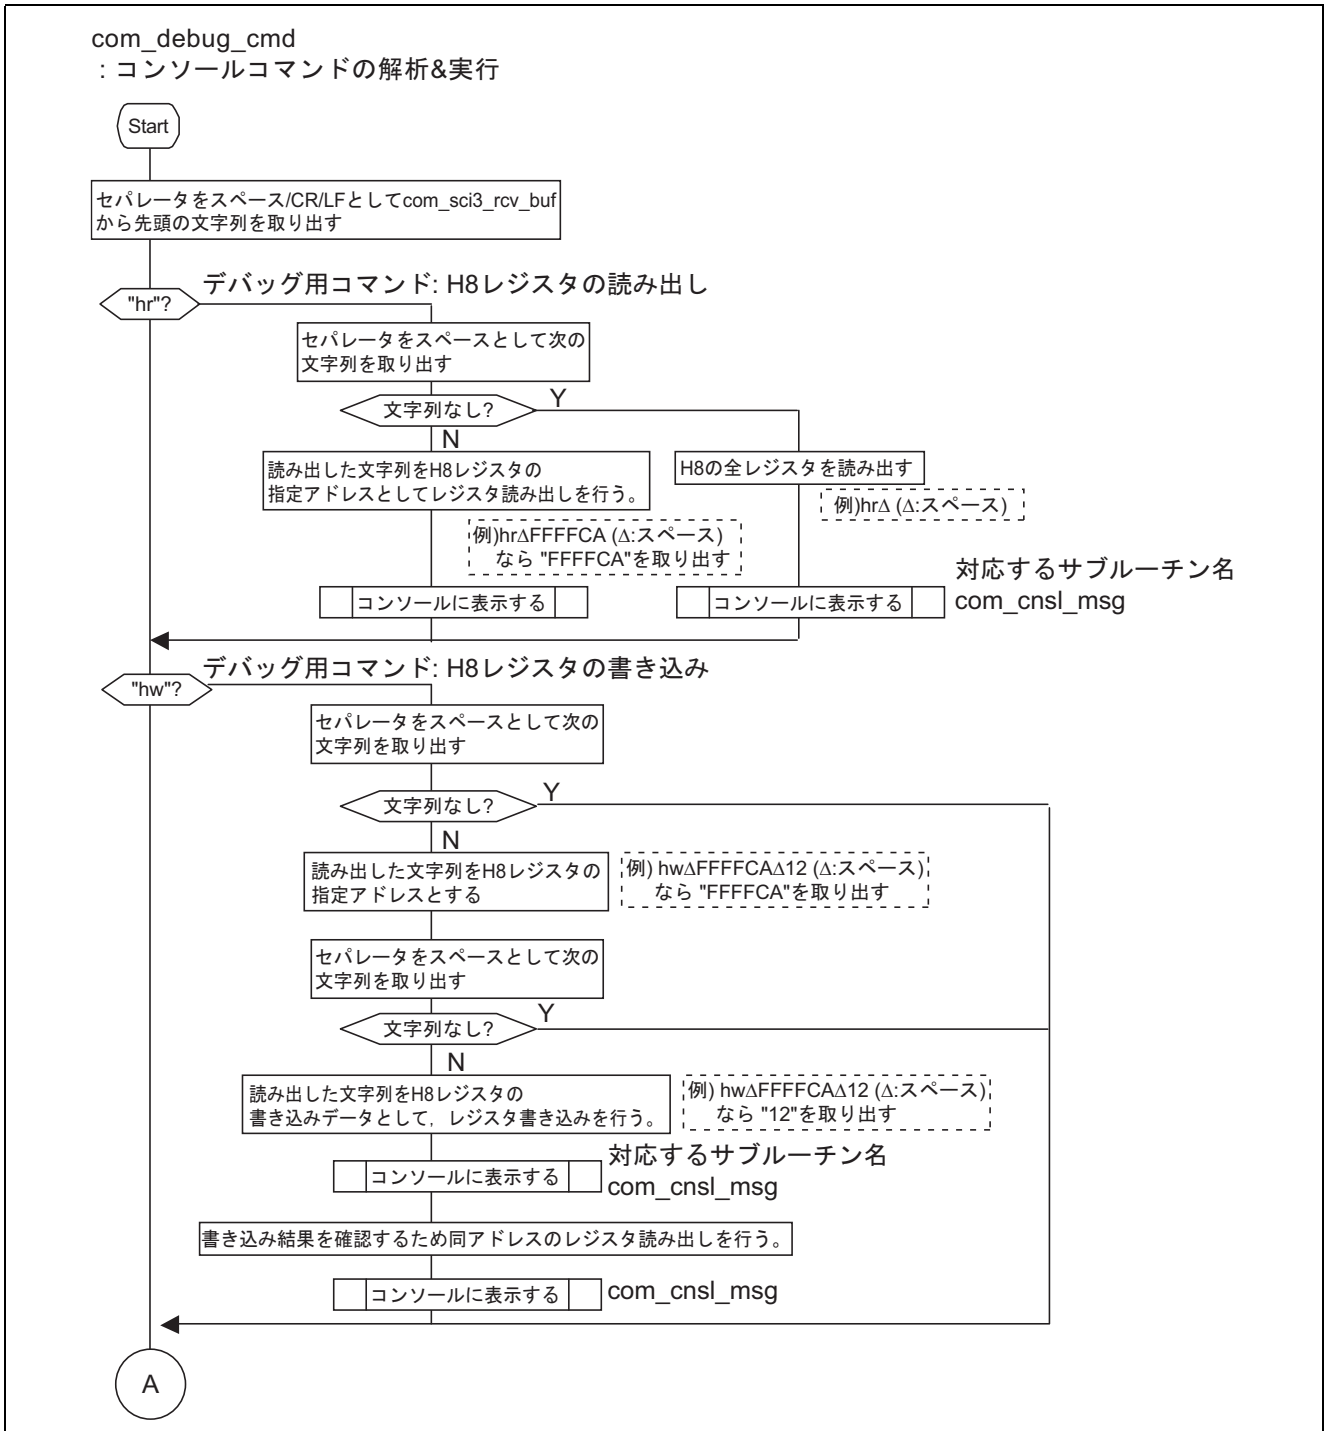 com_debug_cmd
：コンソールコマンドの解析&実行
Start
セパレータをスペース/CR/LFとしてcom_sci3_rcv_buf
から先頭の文字列を取り出す
デバッグ用コマンド: H8レジスタの読み出し
"hr"?
セパレータをスペースとして次の
文字列を取り出す
文字列なし?
Y
N
読み出した文字列をH8レジスタの
指定アドレスとしてレジスタ読み出しを行う。
H8の全レジスタを読み出す
例)hrΔ (Δ:スペース)
例)hrΔFFFFCA (Δ:スペース)
なら "FFFFCA"を取り出す
対応するサブルーチン名
コンソールに表示する
コンソールに表示する
com_cnsl_msg
デバッグ用コマンド: H8レジスタの書き込み
"hw"?
セパレータをスペースとして次の
文字列を取り出す
文字列なし?
Y
N
読み出した文字列をH8レジスタの
指定アドレスとする
例) hwΔFFFFCAΔ12 (Δ:スペース)
なら "FFFFCA"を取り出す
セパレータをスペースとして次の
文字列を取り出す
文字列なし?
Y
N
読み出した文字列をH8レジスタの
書き込みデータとして，レジスタ書き込みを行う。
例) hwΔFFFFCAΔ12 (Δ:スペース)
なら "12"を取り出す
対応するサブルーチン名
コンソールに表示する
com_cnsl_msg
書き込み結果を確認するため同アドレスのレジスタ読み出しを行う。
コンソールに表示する
com_cnsl_msg
A